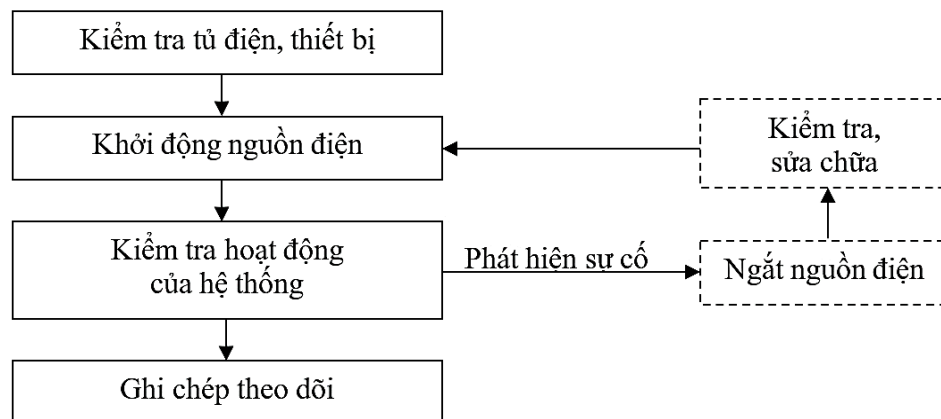 Kiểm tra tủ điện, thiết bị
Khởi động nguồn điện
Kiểm tra,
sửa chữa
Kiểm tra hoạt động
của hệ thống
Phát hiện sự cố
Ngắt nguồn điện
Ghi chép theo dõi